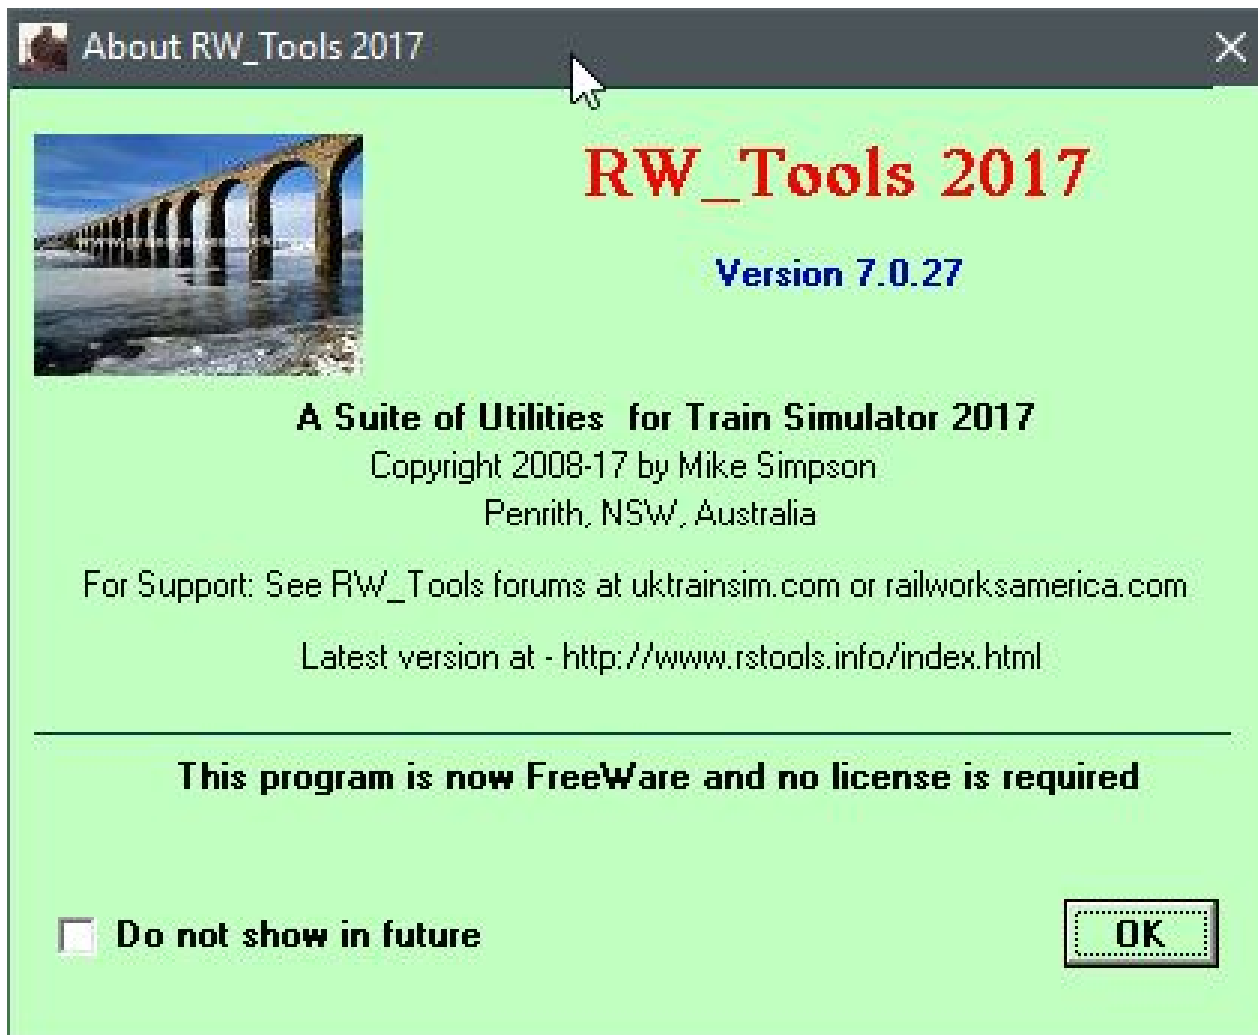 About RW_Tools 2017
RW_Tools 2017
Version 7.0.27
A Suite of Utilities for Train Simulator 2017
Copyright 2008-17 by Mike Simpson
Penrith, NSW, Australia
For Support: See RW_Tools forums at uktrainsim.com or railworksamerica.com
Latest version at - http://www.rstools.info/index.html
This program is now FreeWare and no license is required
Do not show in future
OK